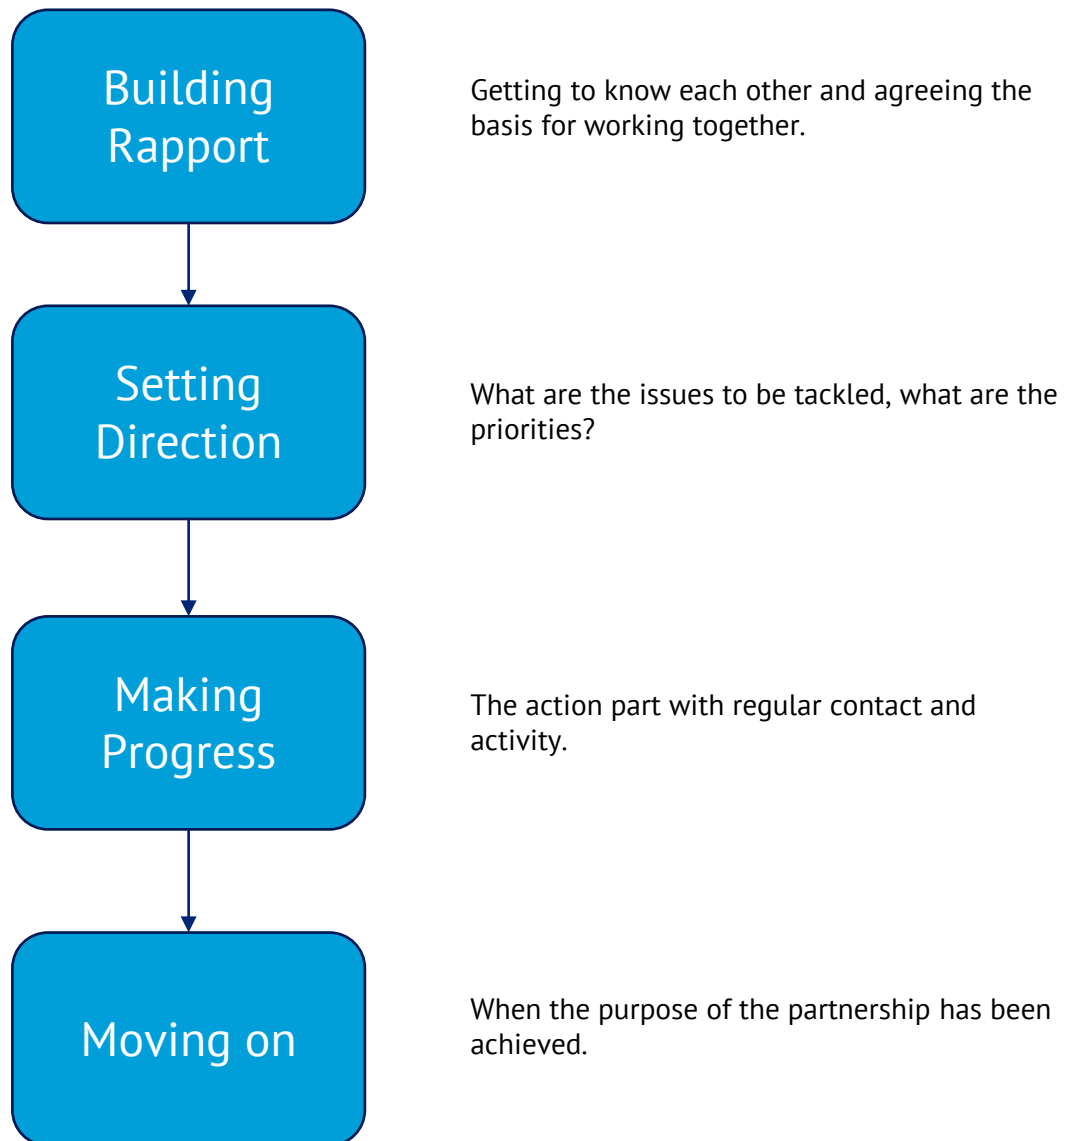 Building
Rapport
Getting to know each other and agreeing the
basis for working together.
Setting
Direction
What are the issues to be tackled, what are the
priorities?
Making
Progress
The action part with regular contact and
activity.
Moving on
When the purpose of the partnership has been
achieved.